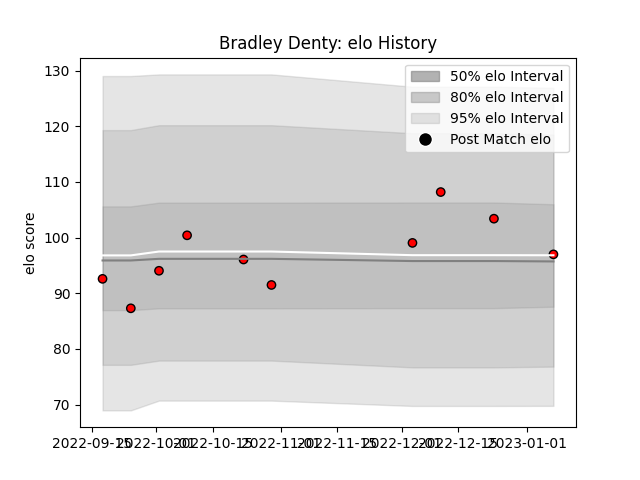 Bradley Denty: elo History
130
120
110
100
90
80
70
elo score
50% elo Interval
80% elo Interval
95% elo Interval
Post Match elo
2022-09-15 2022-10-01 2022-10-15 2022-11-01 2022-11-15 2022-12-01 2022-12-15 2023-01-01